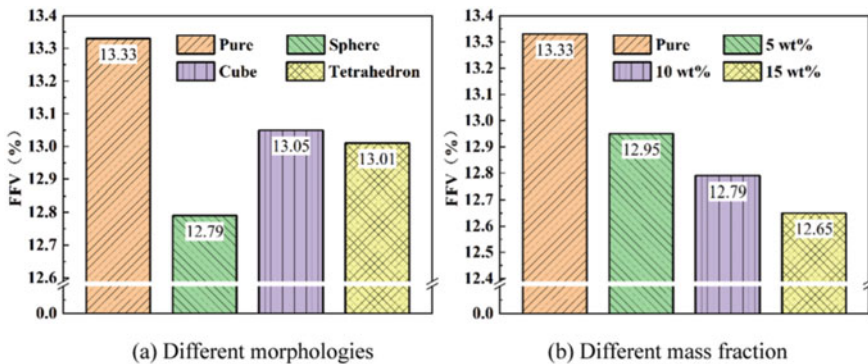 13.4
13.3
13.2
13.1
13.0
12.9
12.8
12.7
12.6
0.0
FFV (%)
Pure
Sphere
Cube
Tetrahedron
13.33
12.79
13.05
13.01
(a) Different morphologies
13.4
13.3
13.2
13.1
13.0
12.9
12.8
12.7
12.6
12.5
12.4
0.0
FFV (%)
Pure
5 wt%
10 wt%
15 wt%
13.33
12.95
12.79
12.65
(b) Different mass fraction